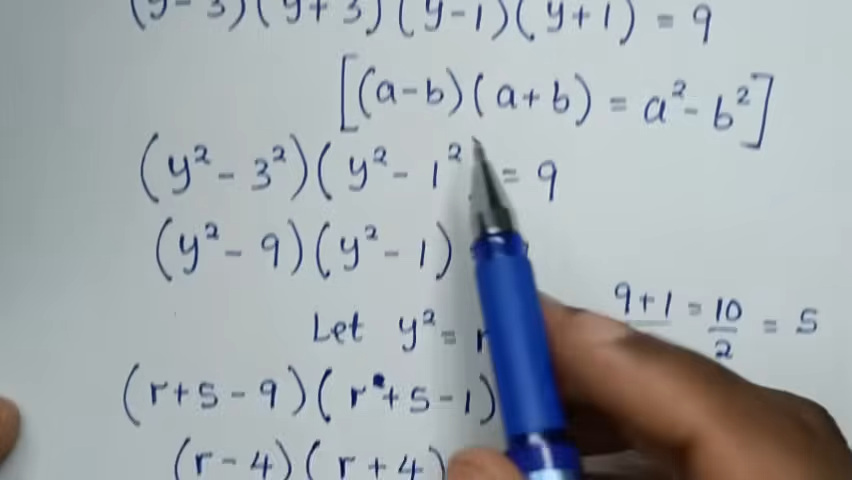 (y-3)(y+3)(y-1)(y+1) = 9
[(a-b)(a+b) = a² - b²]
(y² - 3²)(y² - 1² = 9
(y² - 9)(y² - 1)
Let y² = r
9+1 = 10/2 = 5
(r+5-9)(r+5-1)
(r-4)(r+4)